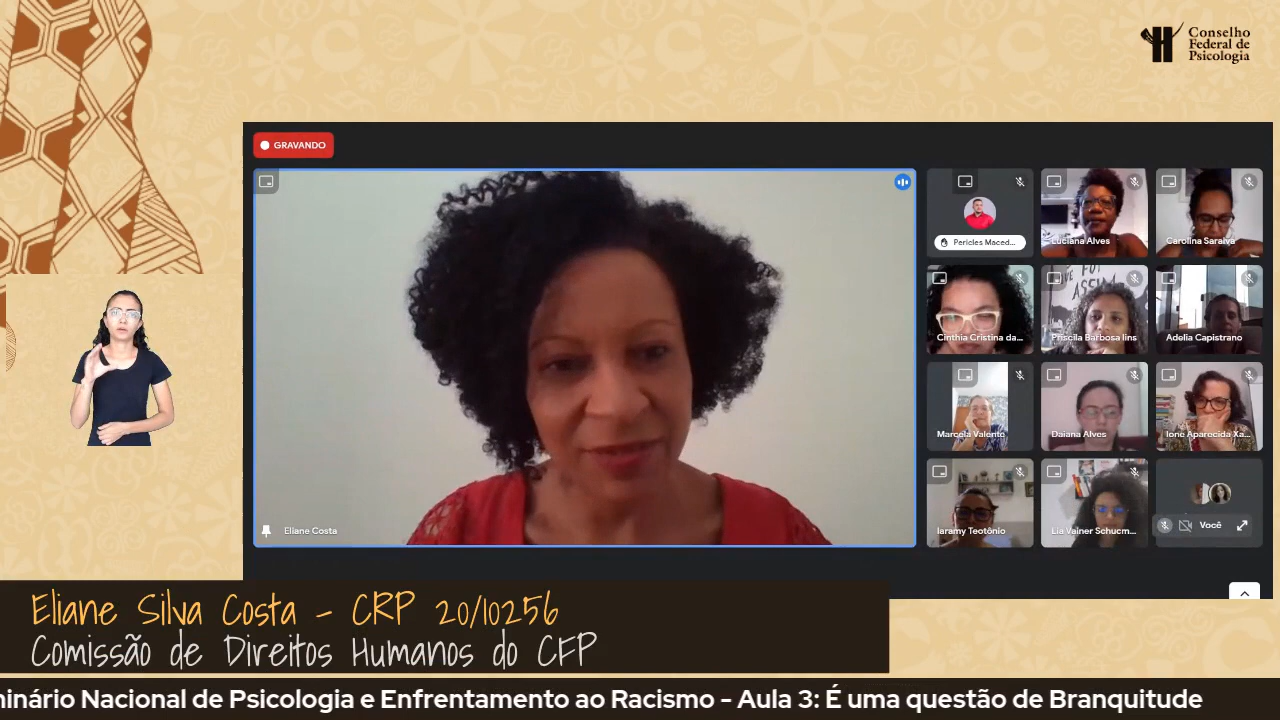 Conselho
Federal de
Psicologia
GRAVANDO
Pericles Maced...
Luciana Alves
Carolina Saraiva
Cinthia Cristina da...
Priscila Barbosa lins
Adelia Capistrano
Marcela Valente
Daiana Alves
Ione Aparecida Xa...
Iaramy Teotônio
Lia Vainer Schucm...
Você
Eliane Costa
Eliane Silva Costa - CRP 20/10256
Comissão de Direitos Humanos do CFP
minário Nacional de Psicologia e Enfrentamento ao Racismo - Aula 3: É uma questão de Branquitude